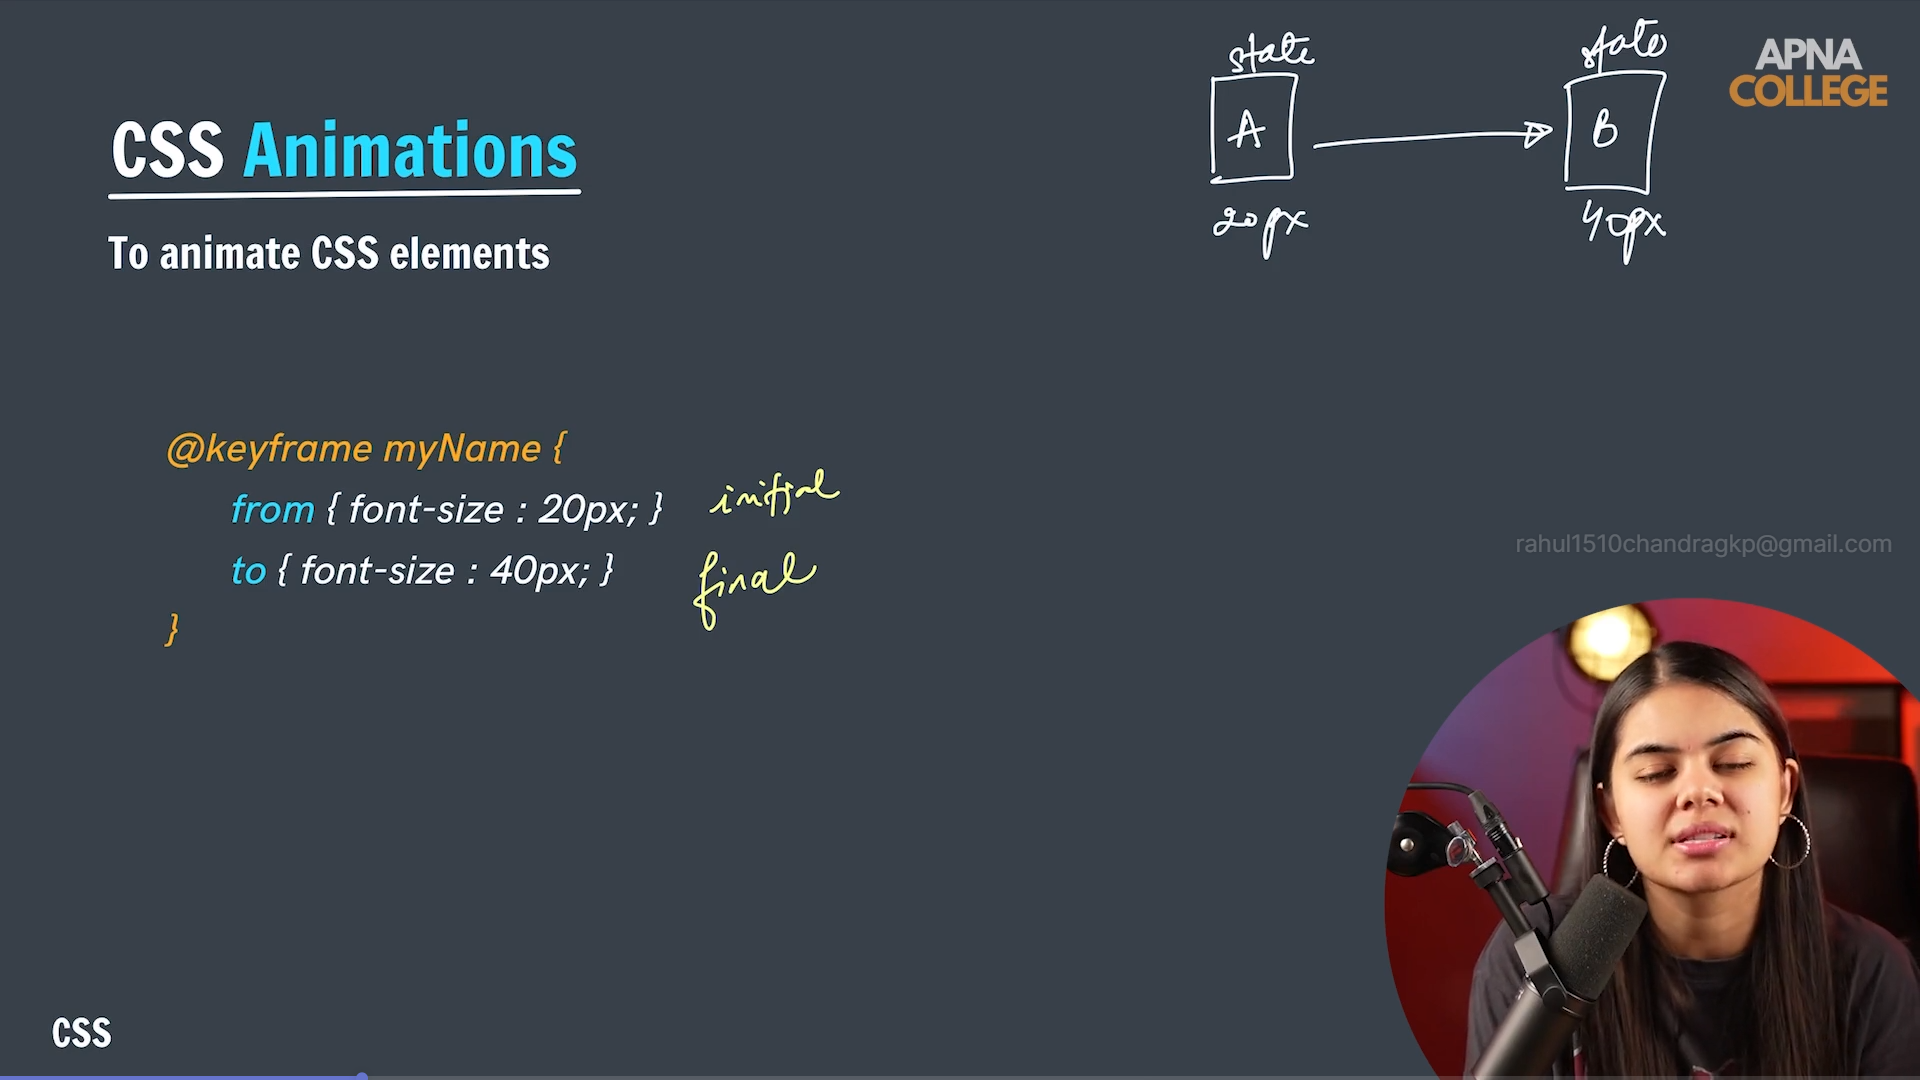 state
state
APNA
COLLEGE
A
B
CSS Animations
20px
40px
To animate CSS elements
@keyframe myName {
from { font-size : 20px; }
initial
to { font-size : 40px; }
final
}
rahul1510chandragkp@gmail.com
CSS